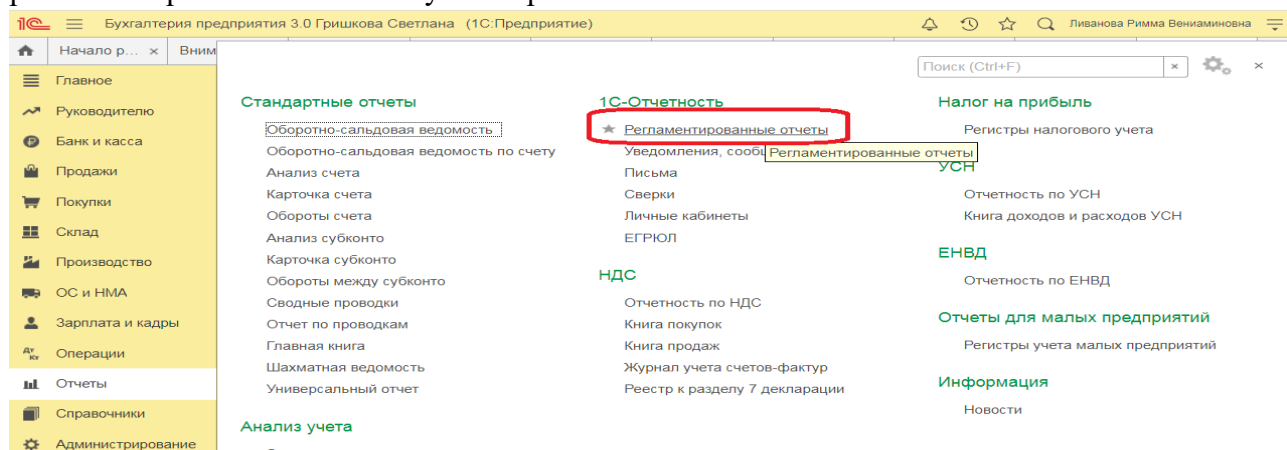 1С Бухгалтерия предприятия 3.0 Гришкова Светлана (1С:Предприятие) Ливанова Римма Вениаминовна
Начало р... × Вним
Поиск (Ctrl+F) × ×
Главное
Руководителю
Банк и касса
Продажи
Покупки
Склад
Производство
ОС и НМА
Зарплата и кадры
Дт Кт Операции
Отчеты
Справочники
Администрирование
Стандартные отчеты
Оборотно-сальдовая ведомость
Оборотно-сальдовая ведомость по счету
Анализ счета
Карточка счета
Обороты счета
Анализ субконто
Карточка субконто
Обороты между субконто
Сводные проводки
Отчет по проводкам
Главная книга
Шахматная ведомость
Универсальный отчет
Анализ учета
1С-Отчетность
Регламентированные отчеты
Уведомления, сооб
Регламентированные отчеты
Письма
Сверки
Личные кабинеты
ЕГРЮЛ
НДС
Отчетность по НДС
Книга покупок
Книга продаж
Журнал учета счетов-фактур
Реестр к разделу 7 декларации
Налог на прибыль
Регистры налогового учета
УСН
Отчетность по УСН
Книга доходов и расходов УСН
ЕНВД
Отчетность по ЕНВД
Отчеты для малых предприятий
Регистры учета малых предприятий
Информация
Новости